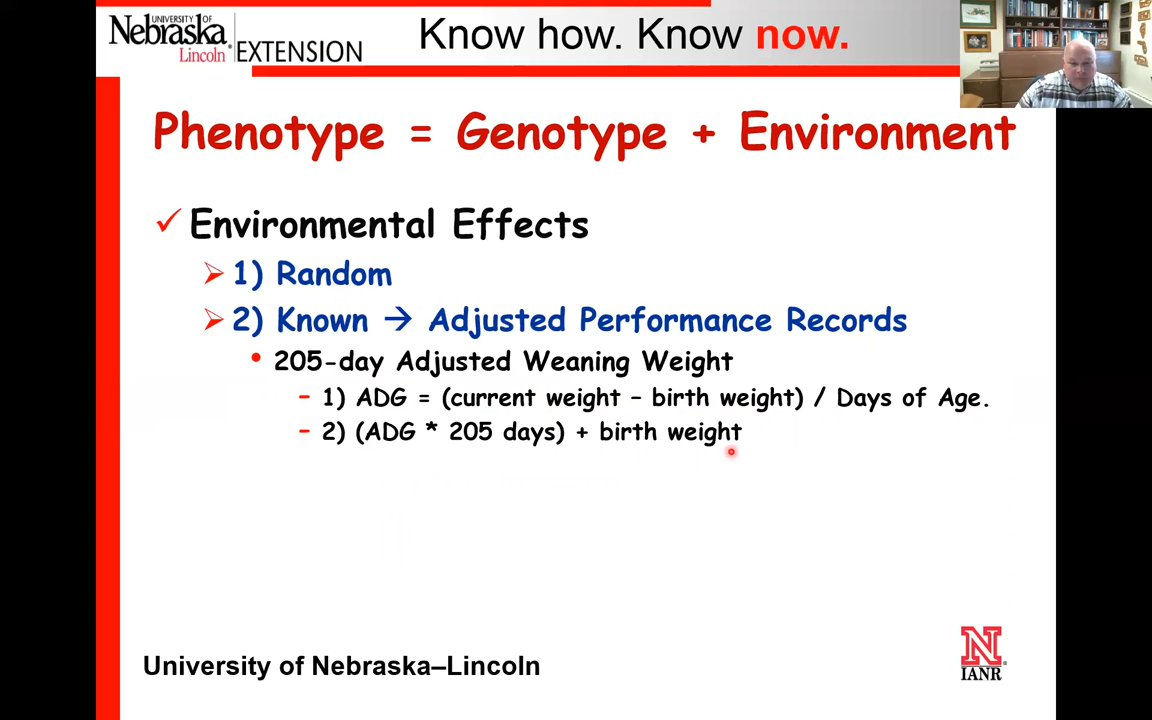 UNIVERSITY OF
Nebraska
Lincoln
EXTENSION
Know how. Know now.
Phenotype = Genotype + Environment
Environmental Effects
1) Random
2) Known → Adjusted Performance Records
• 205-day Adjusted Weaning Weight
– 1) ADG = (current weight – birth weight) / Days of Age.
– 2) (ADG * 205 days) + birth weight
University of Nebraska–Lincoln
N
IANR